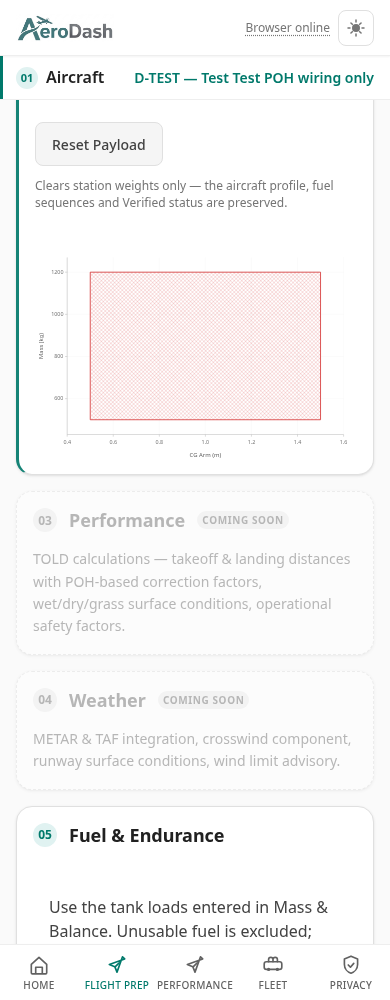 AeroDash
Browser online
01 Aircraft D-TEST — Test Test POH wiring only
Reset Payload
Clears station weights only — the aircraft profile, fuel
sequences and Verified status are preserved.
1200
1000
800
600
Mass (kg)
0.4 0.6 0.8 1.0 1.2 1.4 1.6
CG Arm (m)
03 Performance COMING SOON
TOLD calculations — takeoff & landing distances
with POH-based correction factors,
wet/dry/grass surface conditions, operational
safety factors.
04 Weather COMING SOON
METAR & TAF integration, crosswind component,
runway surface conditions, wind limit advisory.
05 Fuel & Endurance
Use the tank loads entered in Mass &
Balance. Unusable fuel is excluded;
HOME FLIGHT PREP PERFORMANCE FLEET PRIVACY